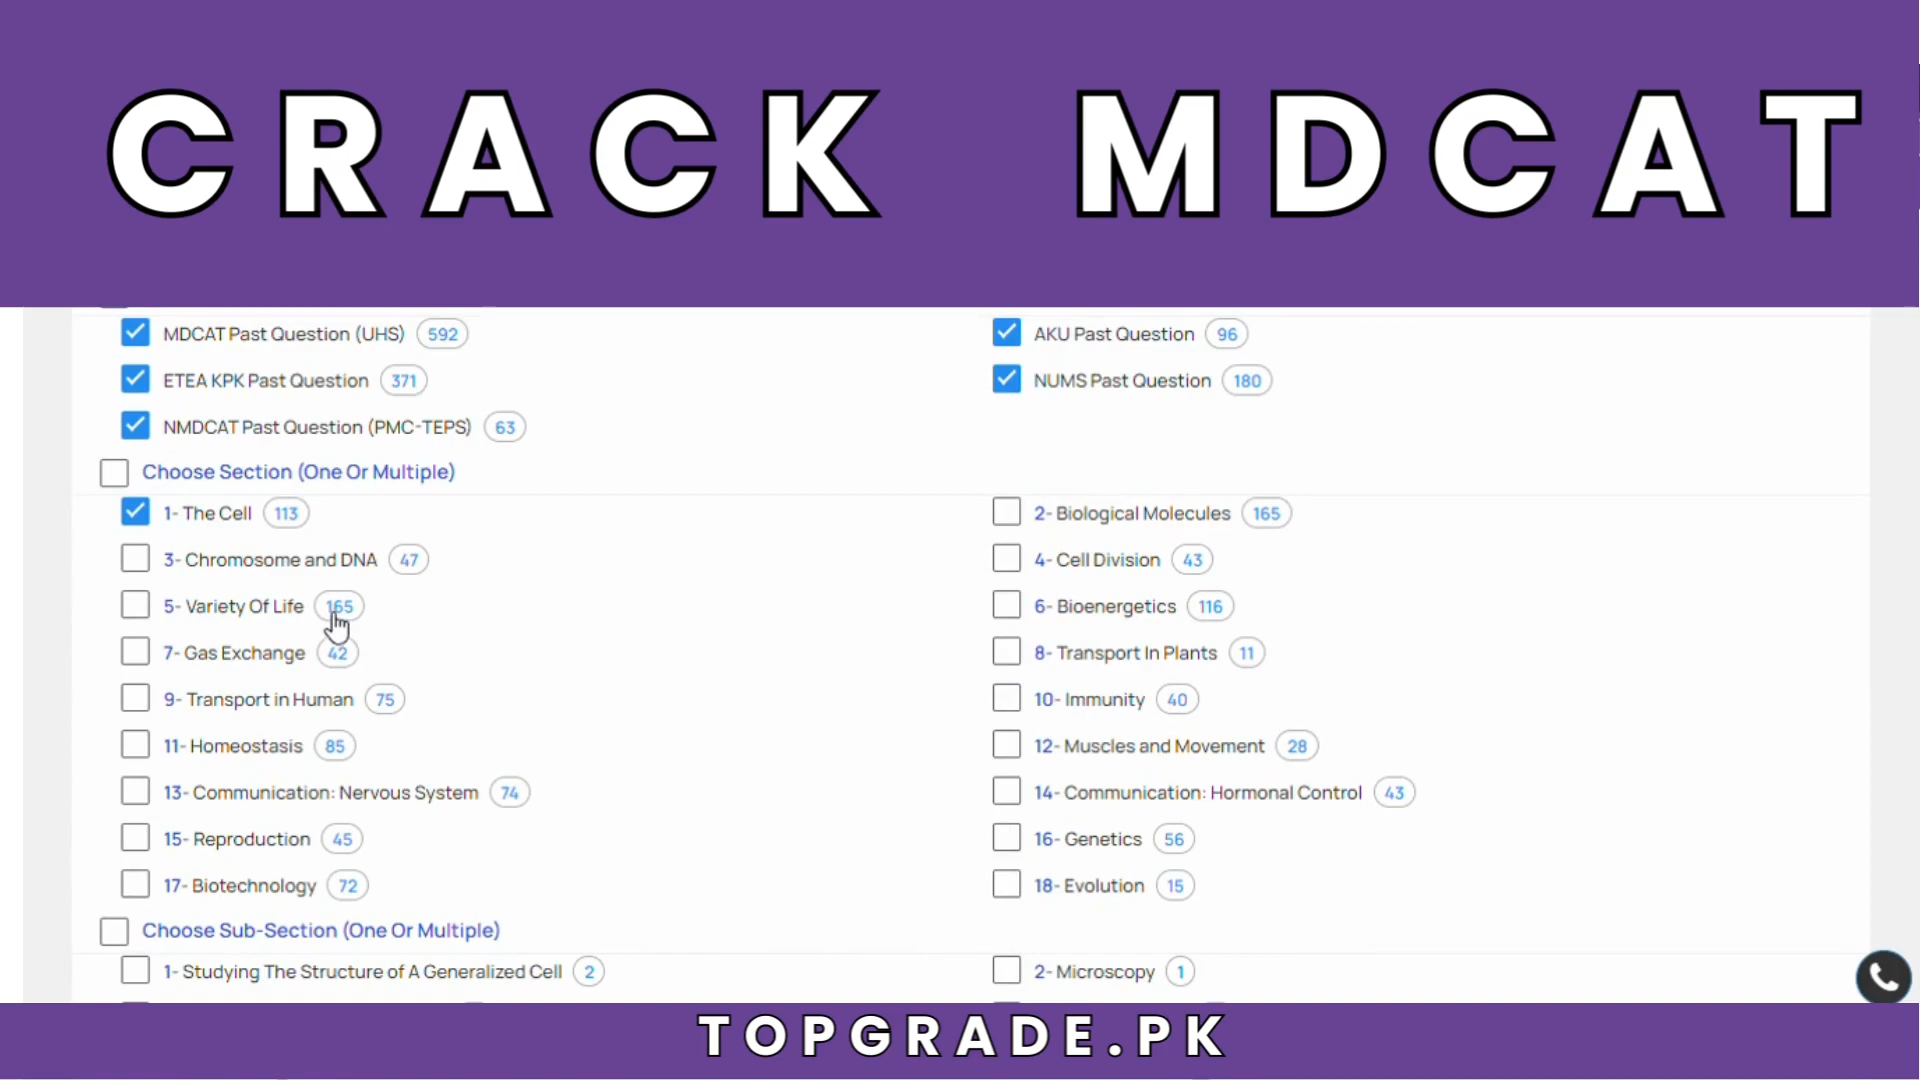 CRACK MDCAT
MDCAT Past Question (UHS) 592
AKU Past Question 96
ETEA KPK Past Question 371
NUMS Past Question 180
NMDCAT Past Question (PMC-TEPS) 63
Choose Section (One Or Multiple)
1- The Cell 113
2- Biological Molecules 165
3- Chromosome and DNA 47
4- Cell Division 43
5- Variety Of Life 165
6- Bioenergetics 116
7- Gas Exchange 42
8- Transport In Plants 11
9- Transport in Human 75
10- Immunity 40
11- Homeostasis 85
12- Muscles and Movement 28
13- Communication: Nervous System 74
14- Communication: Hormonal Control 43
15- Reproduction 45
16- Genetics 56
17- Biotechnology 72
18- Evolution 15
Choose Sub-Section (One Or Multiple)
1- Studying The Structure of A Generalized Cell 2
2- Microscopy 1
TOPGRADE.PK